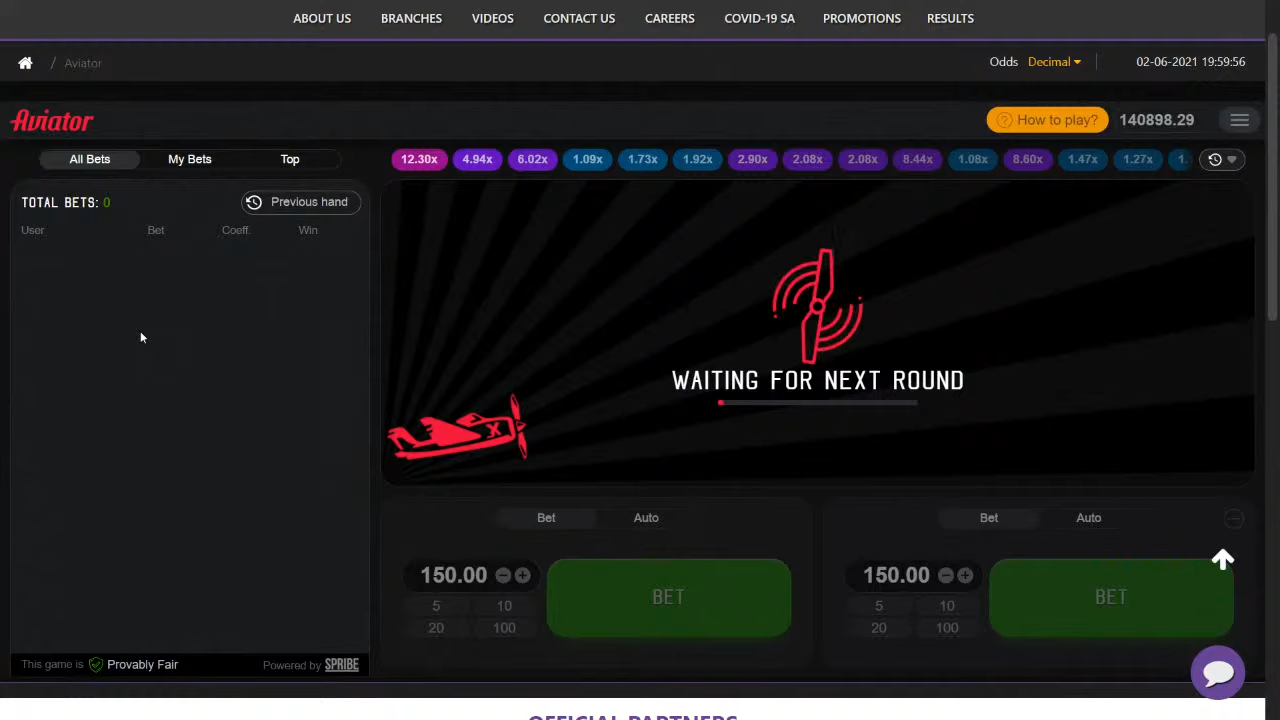 ABOUT US BRANCHES VIDEOS CONTACT US CAREERS COVID-19 SA PROMOTIONS RESULTS
/ Aviator
Odds Decimal 02-06-2021 19:59:56
Aviator
? How to play? 140898.29
All Bets My Bets Top
12.30x 4.94x 6.02x 1.09x 1.73x 1.92x 2.90x 2.08x 2.08x 8.44x 1.08x 8.60x 1.47x 1.27x 1.
TOTAL BETS: 0
Previous hand
User Bet Coeff. Win
X
WAITING FOR NEXT ROUND
Bet Auto
150.00
5 10
20 100
BET
Bet Auto
150.00
5 10
20 100
BET
This game is Provably Fair Powered by SPRIBE
OFFICIAL PARTNERS